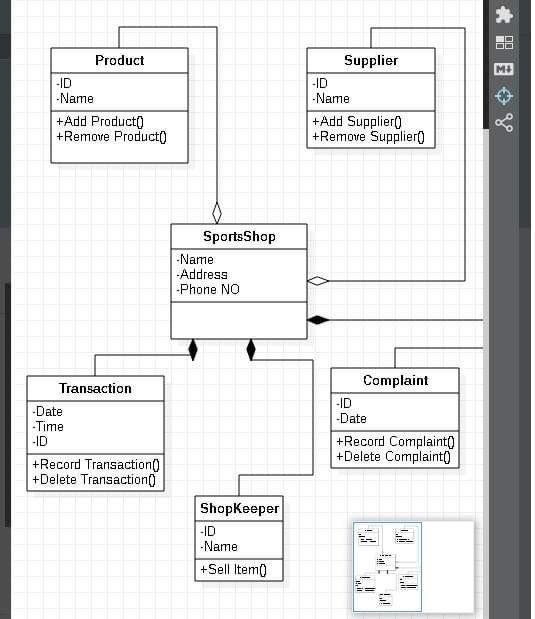 Product
-ID
-Name
+Add Product()
+Remove Product()
Supplier
-ID
-Name
+Add Supplier()
+Remove Supplier()
M↓
SportsShop
-Name
-Address
-Phone NO
Transaction
-Date
-Time
-ID
+Record Transaction()
+Delete Transaction()
Complaint
-ID
-Date
+Record Complaint()
+Delete Complaint()
ShopKeeper
-ID
-Name
+Sell Item()